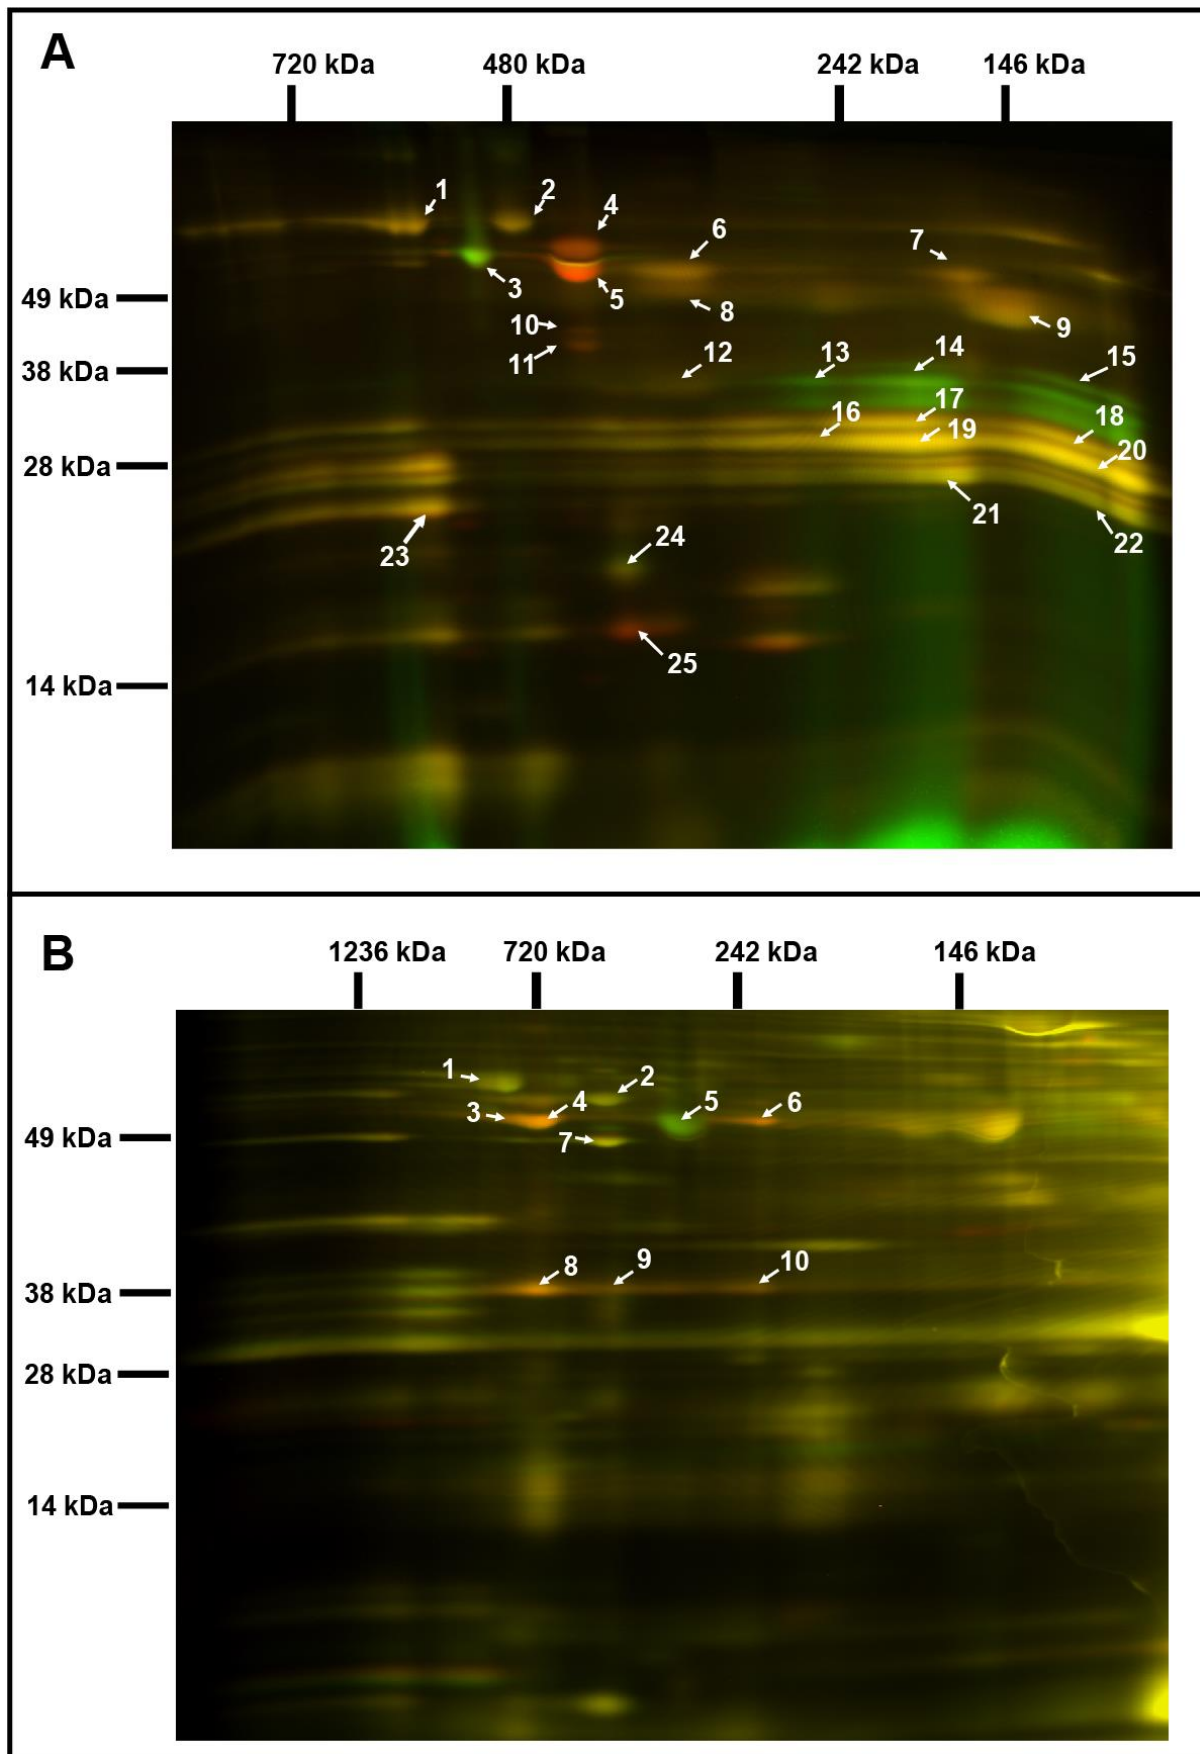 A
720 kDa 480 kDa 242 kDa 146 kDa
1 2 4
6
7
3 5
49 kDa
8
10 9
11 12 13 14 15
38 kDa
16 17 18
19 20
28 kDa
21
23 24 22
25
14 kDa
B
1236 kDa 720 kDa 242 kDa 146 kDa
1 2
3 4 5 6
49 kDa 7
8 9 10
38 kDa
28 kDa
14 kDa